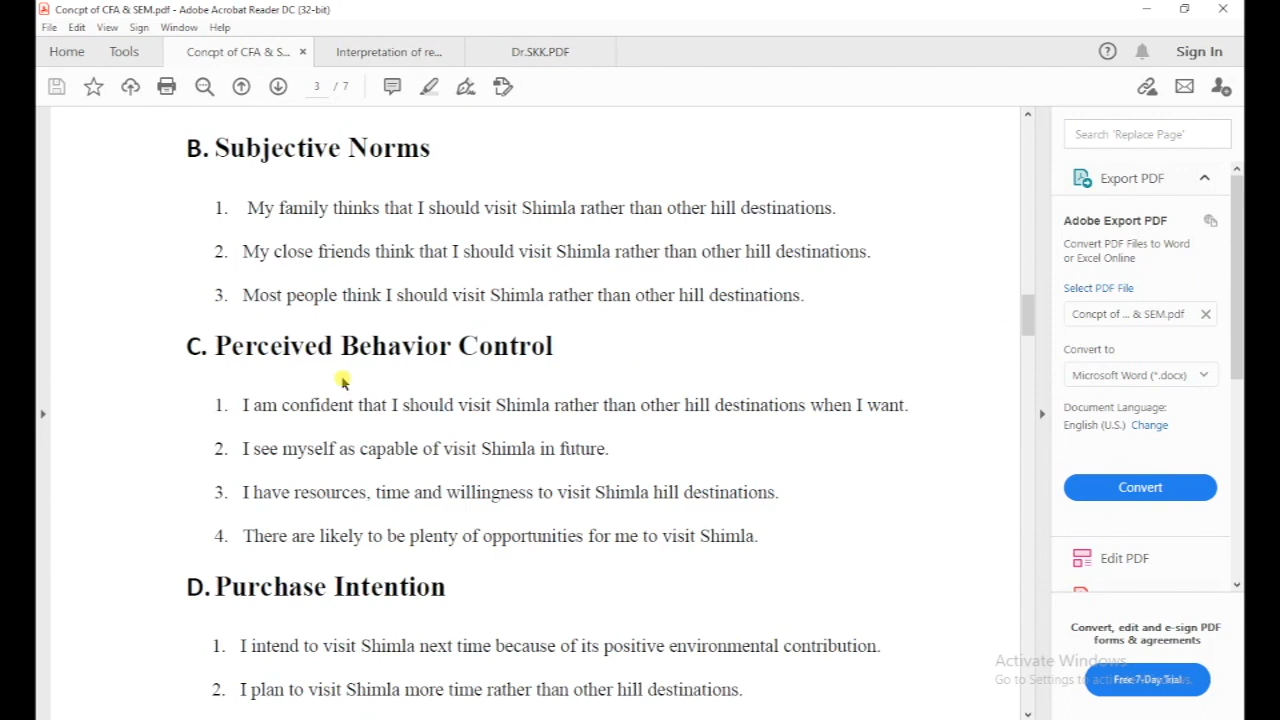 Concpt of CFA & SEM.pdf - Adobe Acrobat Reader DC (32-bit)
File Edit View Sign Window Help
Home Tools Concpt of CFA & S... × Interpretation of re... Dr.SKK.PDF Sign In
3 / 7
B. Subjective Norms
1. My family thinks that I should visit Shimla rather than other hill destinations.
2. My close friends think that I should visit Shimla rather than other hill destinations.
3. Most people think I should visit Shimla rather than other hill destinations.
C. Perceived Behavior Control
1. I am confident that I should visit Shimla rather than other hill destinations when I want.
2. I see myself as capable of visit Shimla in future.
3. I have resources, time and willingness to visit Shimla hill destinations.
4. There are likely to be plenty of opportunities for me to visit Shimla.
D. Purchase Intention
1. I intend to visit Shimla next time because of its positive environmental contribution.
2. I plan to visit Shimla more time rather than other hill destinations.
Search 'Replace Page'
Export PDF
Adobe Export PDF
Convert PDF Files to Word
or Excel Online
Select PDF File
Concpt of ... & SEM.pdf
Convert to
Microsoft Word (*.docx)
Document Language:
English (U.S.) Change
Convert
Edit PDF
Convert, edit and e-sign PDF
forms & agreements
Activate Windows
Go to Settings to activate Windows.
Free 7-Day Trial